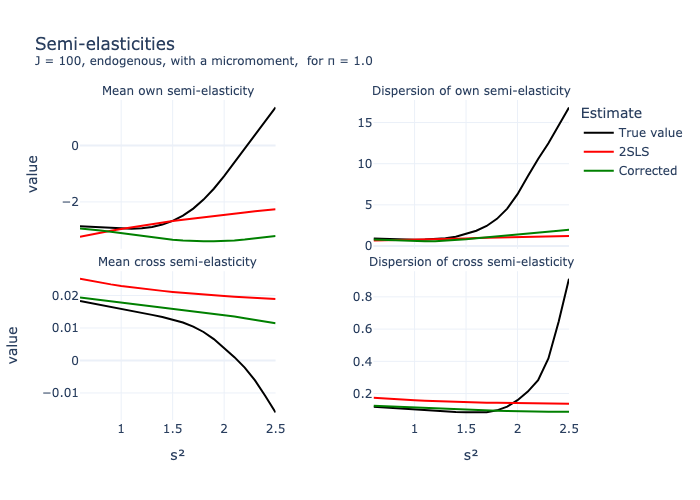 Semi-elasticities
J = 100, endogenous, with a micromoment,  for π = 1.0
Mean own semi-elasticity
Dispersion of own semi-elasticity
Estimate
True value
2SLS
Corrected
value
0
−2
15
10
5
0
Mean cross semi-elasticity
Dispersion of cross semi-elasticity
value
0.02
0.01
0
−0.01
0.8
0.6
0.4
0.2
1
1.5
2
2.5
1
1.5
2
2.5
s²
s²